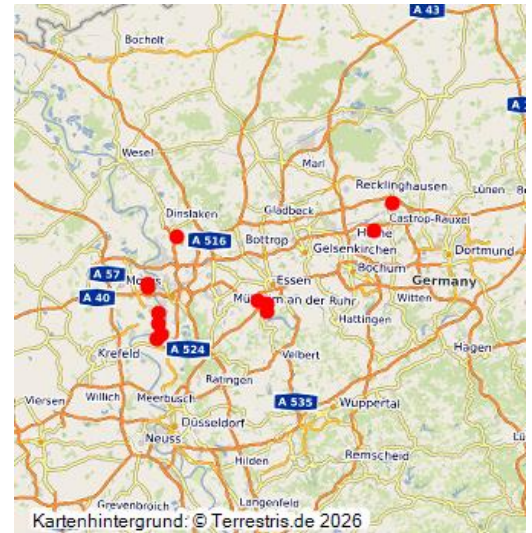 A 43
Bocholt
Wesel
Marl
Recklinghausen
Lünen
Dinslaken
Gladbeck
Castrop-Rauxel
A 516
Bottrop
Gelsenkirchen
Dortmund
A 57
Bochum
Essen
Germany
A 40
Mülheim an der Ruhr
Witten
Hattingen
Krefeld
A 524
Velbert
Hagen
Ratingen
Viersen
Willich
Meerbusch
A 535
Wuppertal
Düsseldorf
Neuss
Hilden
Remscheid
Grevenbroich
Langenfeld
Kartenhintergrund: © Terrestris.de 2026